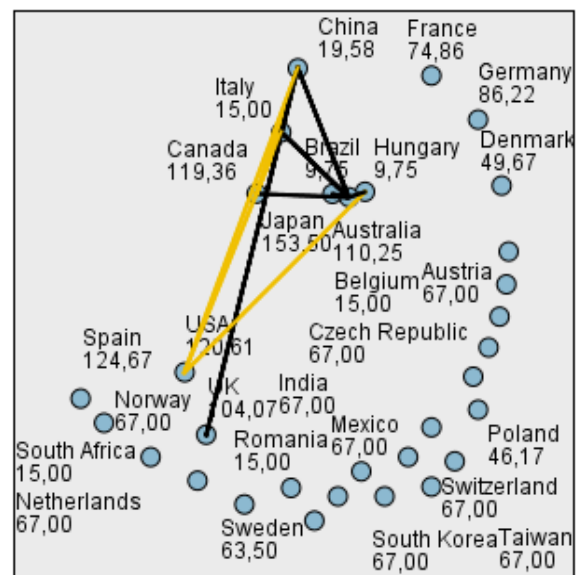 China
19,58
France
74,86
Germany
86,22
Italy
15,00
Denmark
49,67
Canada
119,36
Brazil
9,75
Hungary
9,75
Japan
153,50
Australia
110,25
Belgium
15,00
Austria
67,00
USA
120,61
Czech Republic
67,00
Spain
124,67
UK
04,07
India
67,00
Norway
67,00
Mexico
67,00
Romania
15,00
Poland
46,17
South Africa
15,00
Netherlands
67,00
Switzerland
67,00
Sweden
63,50
South Korea
67,00
Taiwan
67,00